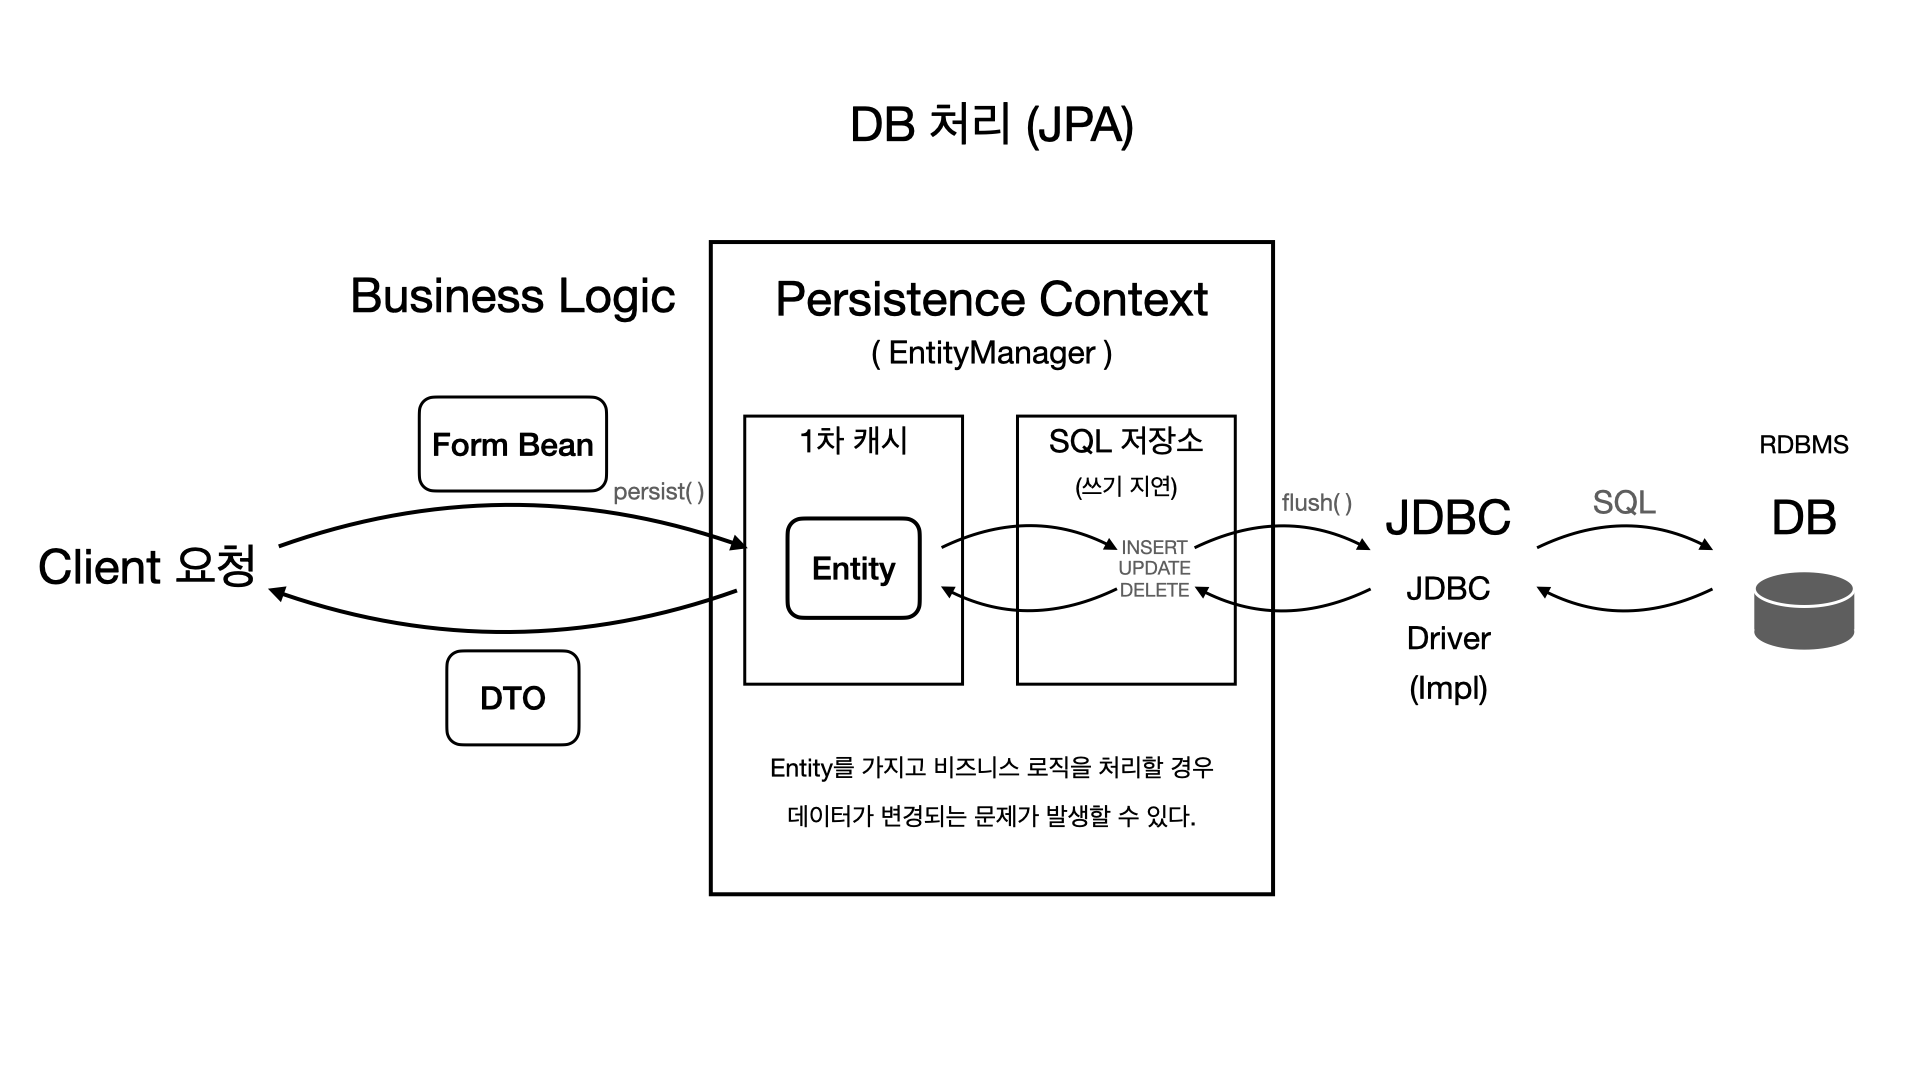 DB 처리 (JPA)
Business Logic
Persistence Context
( EntityManager )
Form Bean
persist( )
Client 요청
DTO
1차 캐시
Entity
SQL 저장소
(쓰기 지연)
INSERT
UPDATE
DELETE
flush( )
JDBC
JDBC
Driver
(Impl)
SQL
RDBMS
DB
Entity를 가지고 비즈니스 로직을 처리할 경우
데이터가 변경되는 문제가 발생할 수 있다.